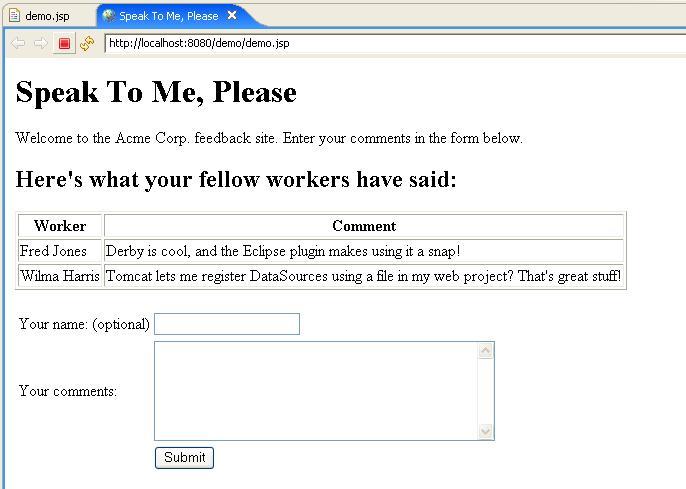 demo.jsp Speak To Me, Please
http://localhost:8080/demo/demo.jsp
Speak To Me, Please
Welcome to the Acme Corp. feedback site. Enter your comments in the form below.
Here's what your fellow workers have said:
Worker Comment
Fred Jones Derby is cool, and the Eclipse plugin makes using it a snap!
Wilma Harris Tomcat lets me register DataSources using a file in my web project? That's great stuff!
Your name: (optional)
Your comments:
Submit